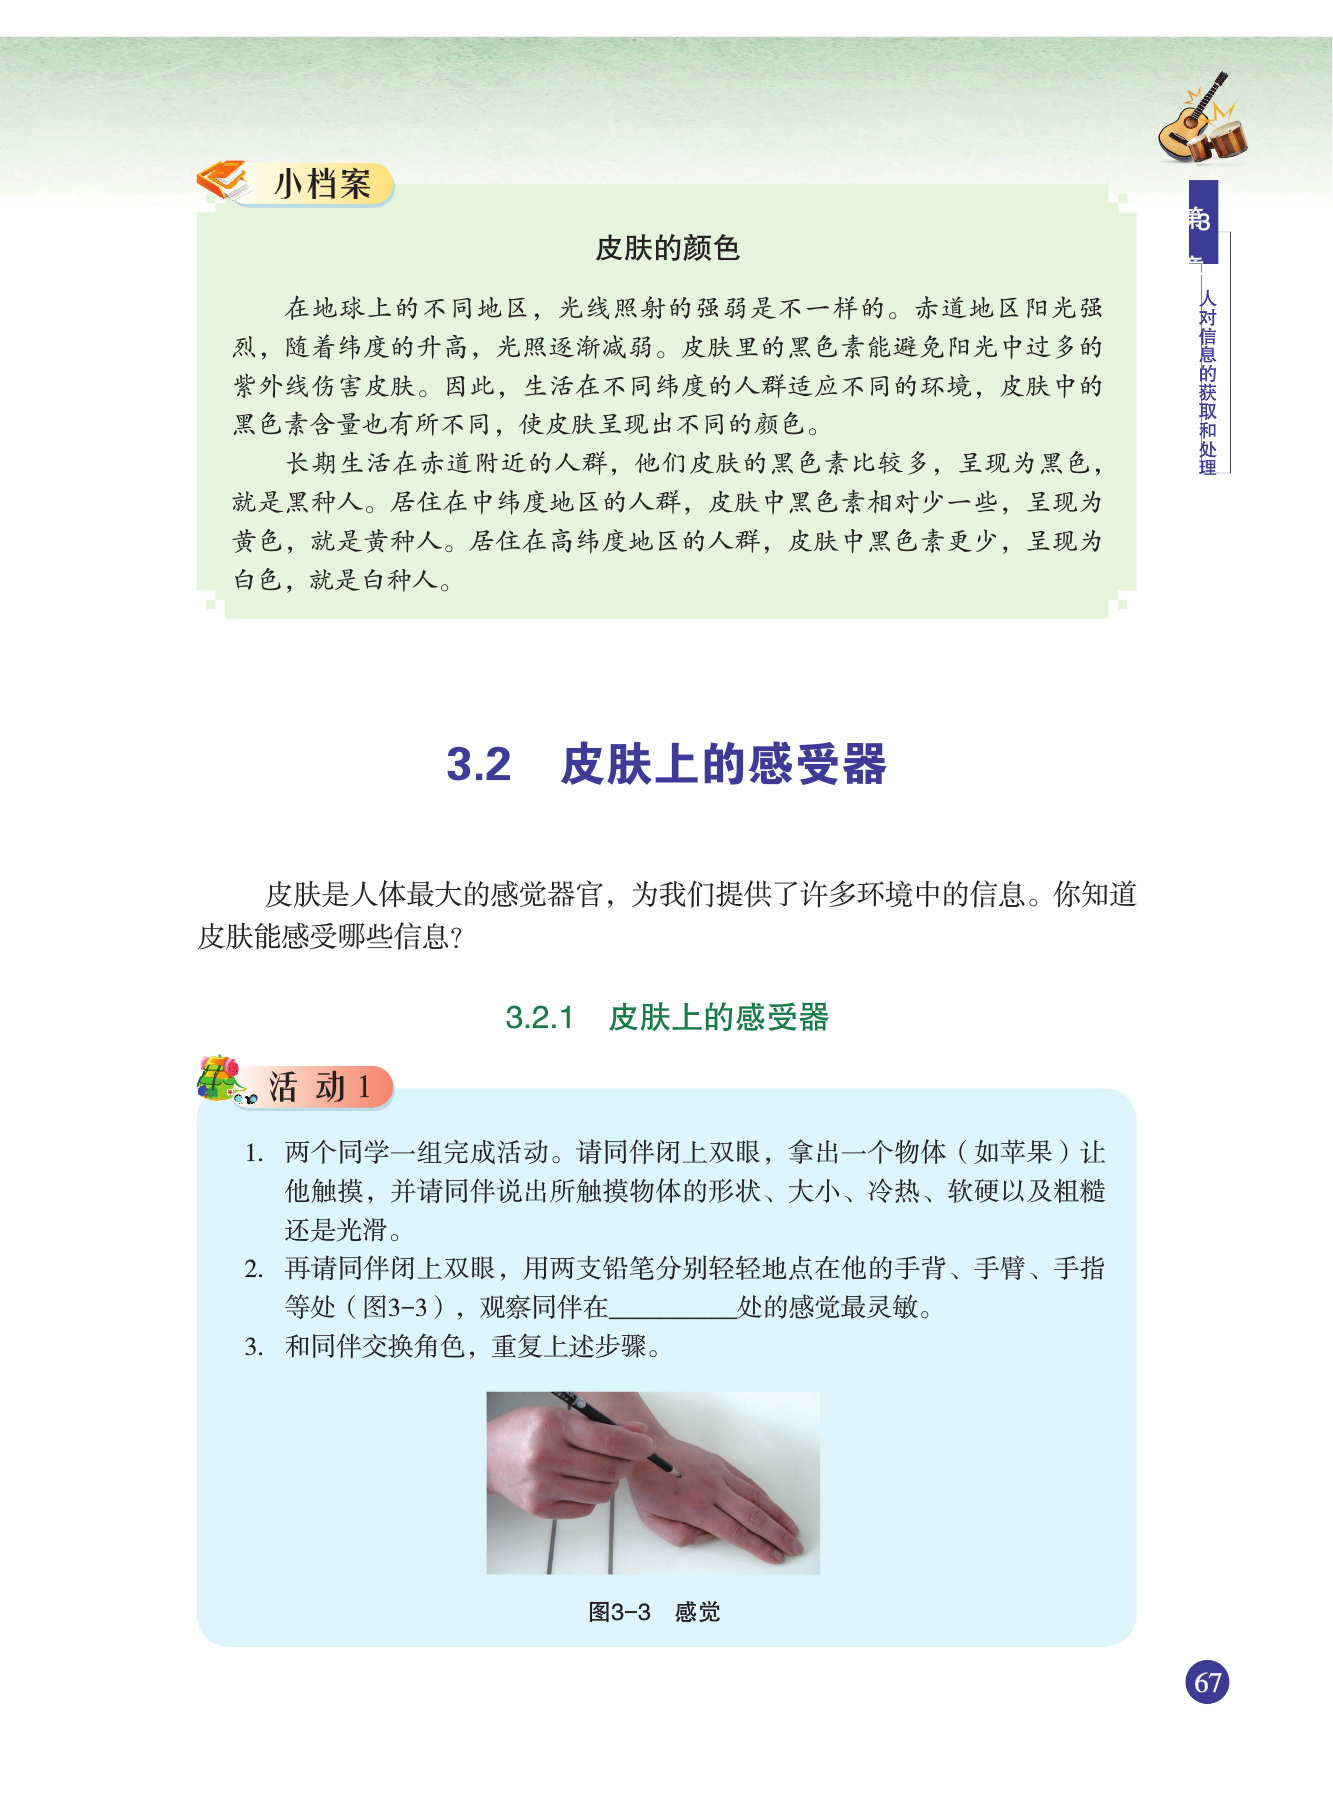 小档案
皮肤的颜色
在地球上的不同地区，光线照射的强弱是不一样的。赤道地区阳光强
烈，随着纬度的升高，光照逐渐减弱。皮肤里的黑色素能避免阳光中过多的
紫外线伤害皮肤。因此，生活在不同纬度的人群适应不同的环境，皮肤中的
黑色素含量也有所不同，使皮肤呈现出不同的颜色。
长期生活在赤道附近的人群，他们皮肤的黑色素比较多，呈现为黑色，
就是黑种人。居住在中纬度地区的人群，皮肤中黑色素相对少一些，呈现为
黄色，就是黄种人。居住在高纬度地区的人群，皮肤中黑色素更少，呈现为
白色，就是白种人。
第3章
人对信息的获取和处理
3.2 皮肤上的感受器
皮肤是人体最大的感觉器官，为我们提供了许多环境中的信息。你知道
皮肤能感受哪些信息？
3.2.1 皮肤上的感受器
活 动 1
1. 两个同学一组完成活动。请同伴闭上双眼，拿出一个物体（如苹果）让
他触摸，并请同伴说出所触摸物体的形状、大小、冷热、软硬以及粗糙
还是光滑。
2. 再请同伴闭上双眼，用两支铅笔分别轻轻地点在他的手背、手臂、手指
等处（图3-3），观察同伴在__________处的感觉最灵敏。
3. 和同伴交换角色，重复上述步骤。
图3-3 感觉
67